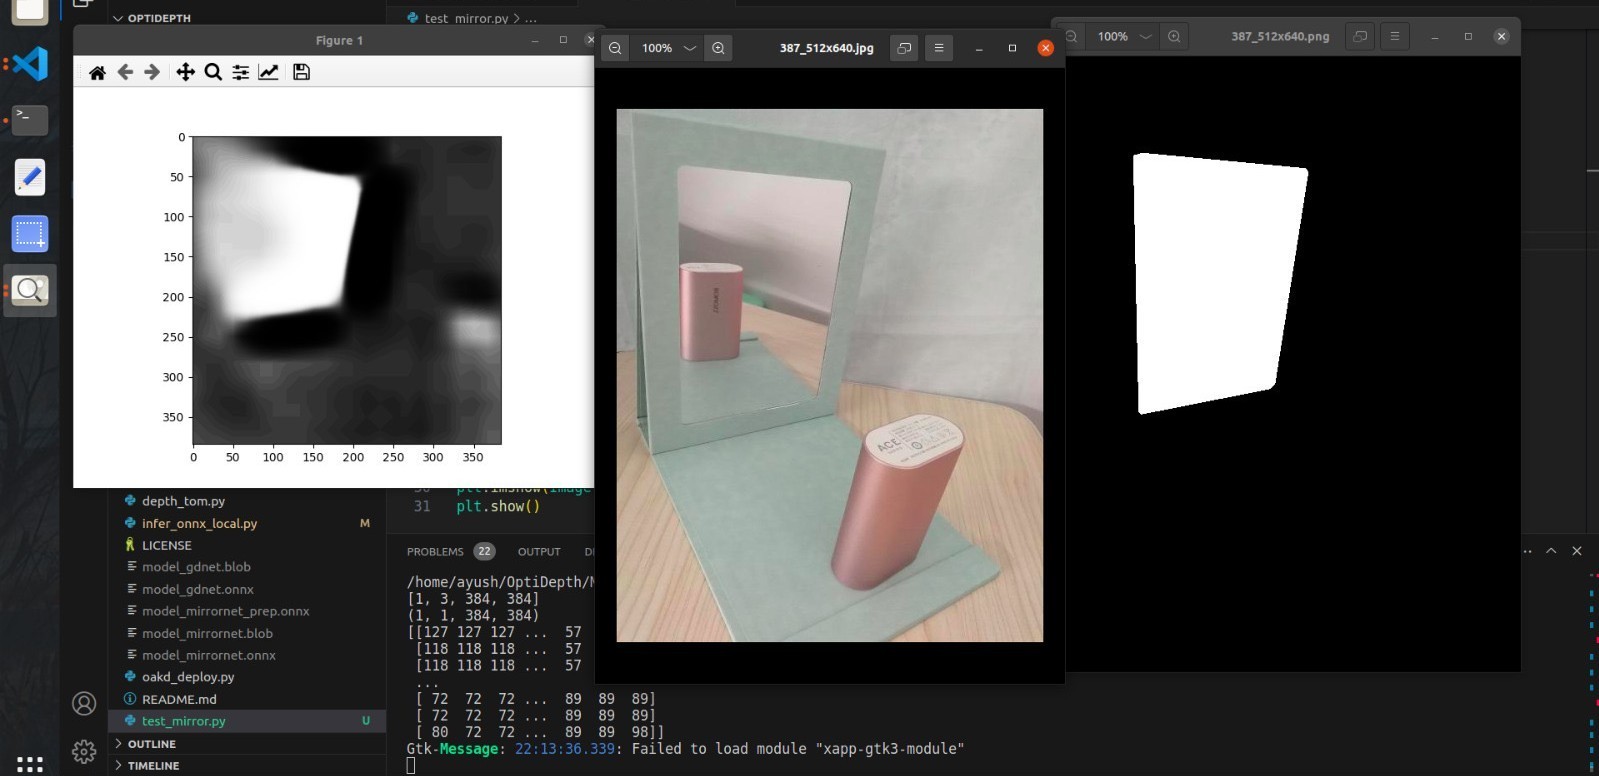 OPTIDEPTH
test_mirror.py > ...
Figure 1
100%
387_512x640.jpg
100%
387_512x640.png
0
50
100
150
200
250
300
350
0
50
100
150
200
250
300
350
ACE
depth_tom.py
infer_onnx_local.py M
LICENSE
model_gdnet.blob
model_gdnet.onnx
model_mirrornet_prep.onnx
model_mirrornet.blob
model_mirrornet.onnx
oakd_deploy.py
README.md
test_mirror.py U
OUTLINE
TIMELINE
31 plt.show()
PROBLEMS 22 OUTPUT
/home/ayush/OptiDepth/
[1, 3, 384, 384]
(1, 1, 384, 384)
[[127 127 127 ... 57
[118 118 118 ... 57
[118 118 118 ... 57
...
[ 72 72 72 ... 89 89 89]
[ 72 72 72 ... 89 89 89]
[ 80 72 72 ... 89 89 98]]
Gtk-Message: 22:13:36.339: Failed to load module "xapp-gtk3-module"